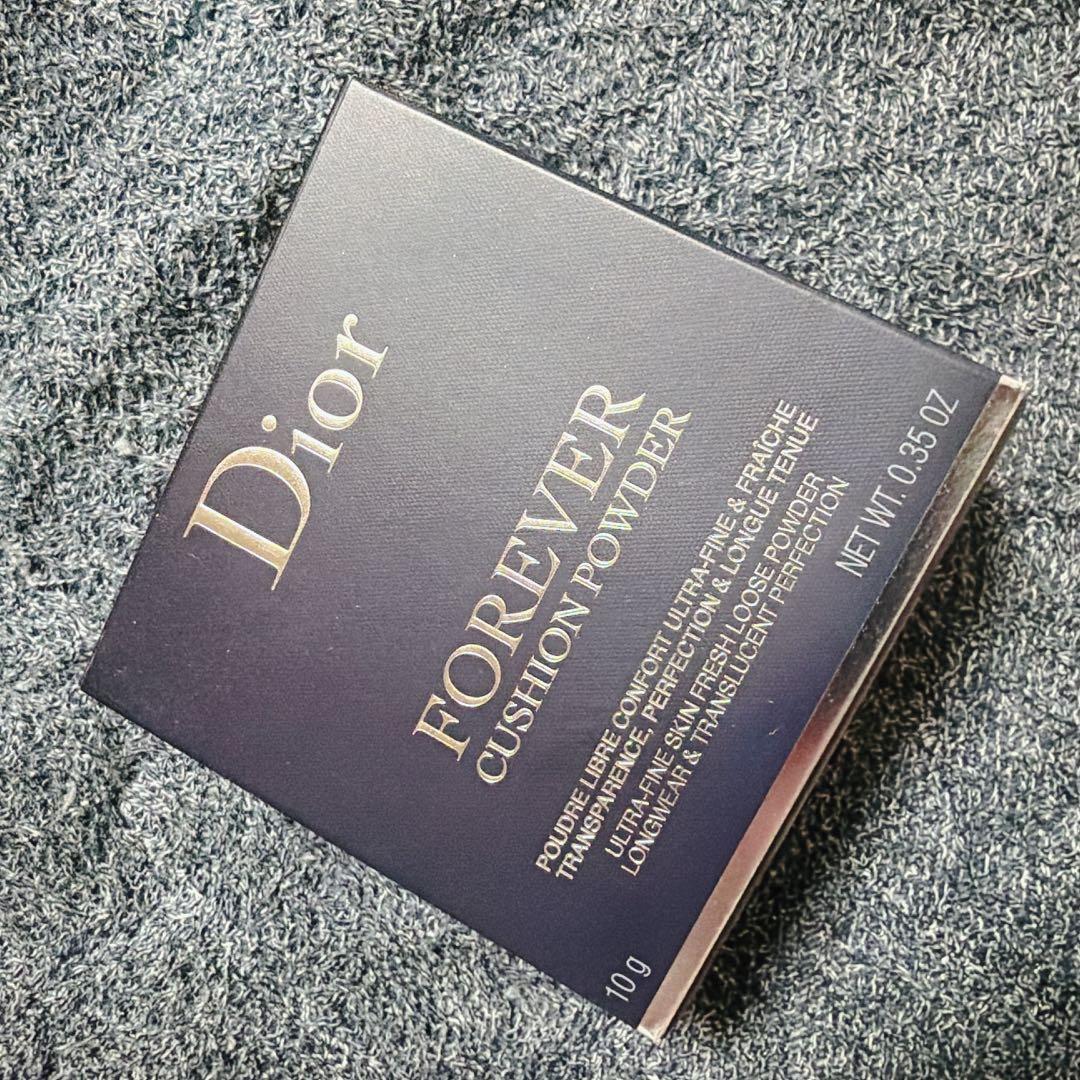 Dior
FOREVER
CUSHION POWDER
POUDRE LIBRE CONFORT ULTRA-FINE & FRAÎCHE
TRANSPARENCE, PERFECTION & LONGUE TENUE
ULTRA-FINE SKIN FRESH LOOSE POWDER
LONGWEAR & TRANSLUCENT PERFECTION
10 g
NET WT. 0.35 OZ